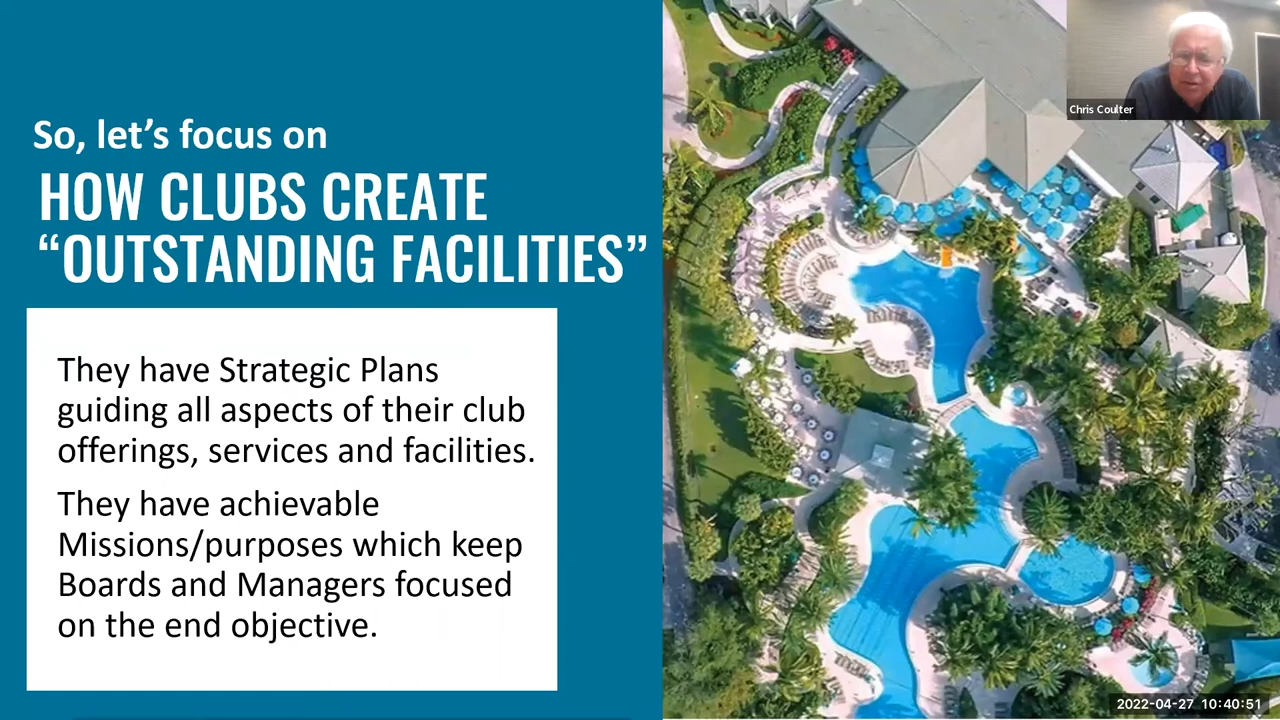 So, let’s focus on
HOW CLUBS CREATE
“OUTSTANDING FACILITIES”
They have Strategic Plans
guiding all aspects of their club
offerings, services and facilities.
They have achievable
Missions/purposes which keep
Boards and Managers focused
on the end objective.
Chris Coulter
2022-04-27 10:40:51